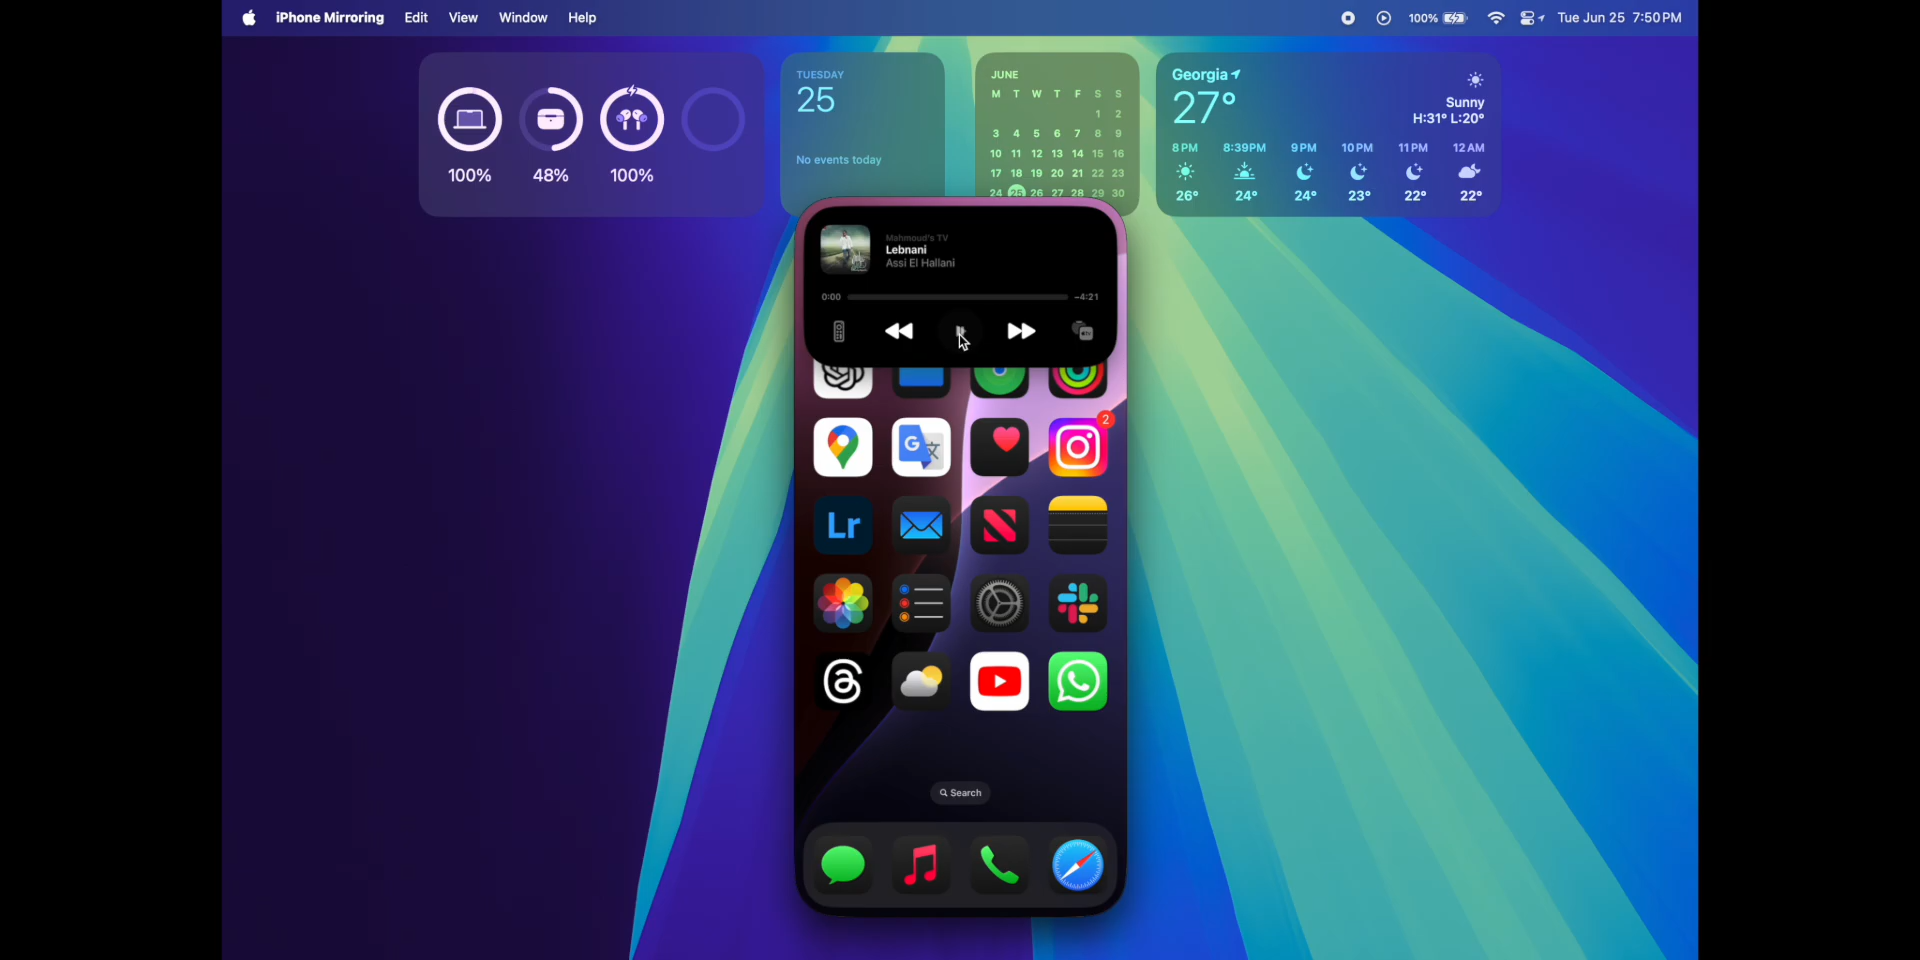 iPhone Mirroring Edit View Window Help
100% Tue Jun 25 7:50 PM
100% 48% 100%
TUESDAY
25
No events today
JUNE
M T W T F S S
1 2
3 4 5 6 7 8 9
10 11 12 13 14 15 16
17 18 19 20 21 22 23
24 25 26 27 28 29 30
Georgia
27°
Sunny
H:31° L:20°
8 PM 8:39PM 9 PM 10 PM 11 PM 12 AM
26° 24° 24° 23° 22° 22°
Mahmoud's TV
Lebnani
Assi El Hallani
0:00 -4:21
tv
G 文
2
Lr
Search